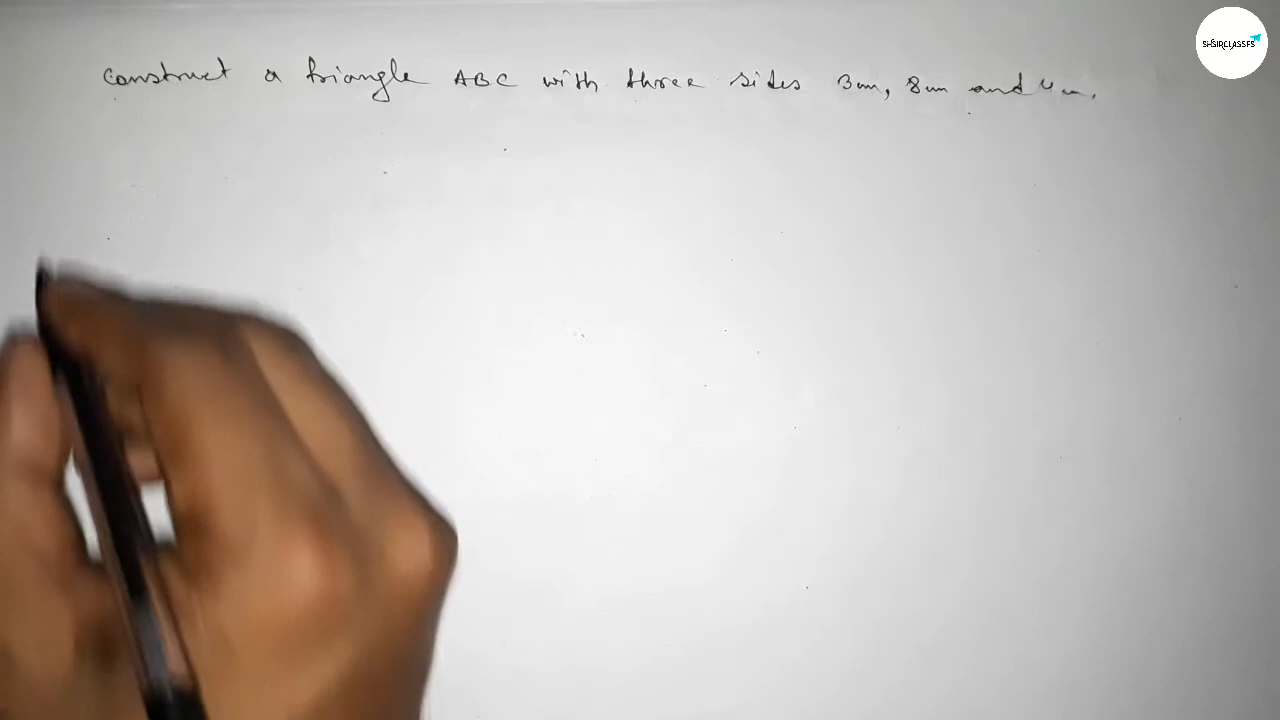 SHSIRCLASSES
construct a triangle ABC with three sides 3cm, 8cm and 4cm.